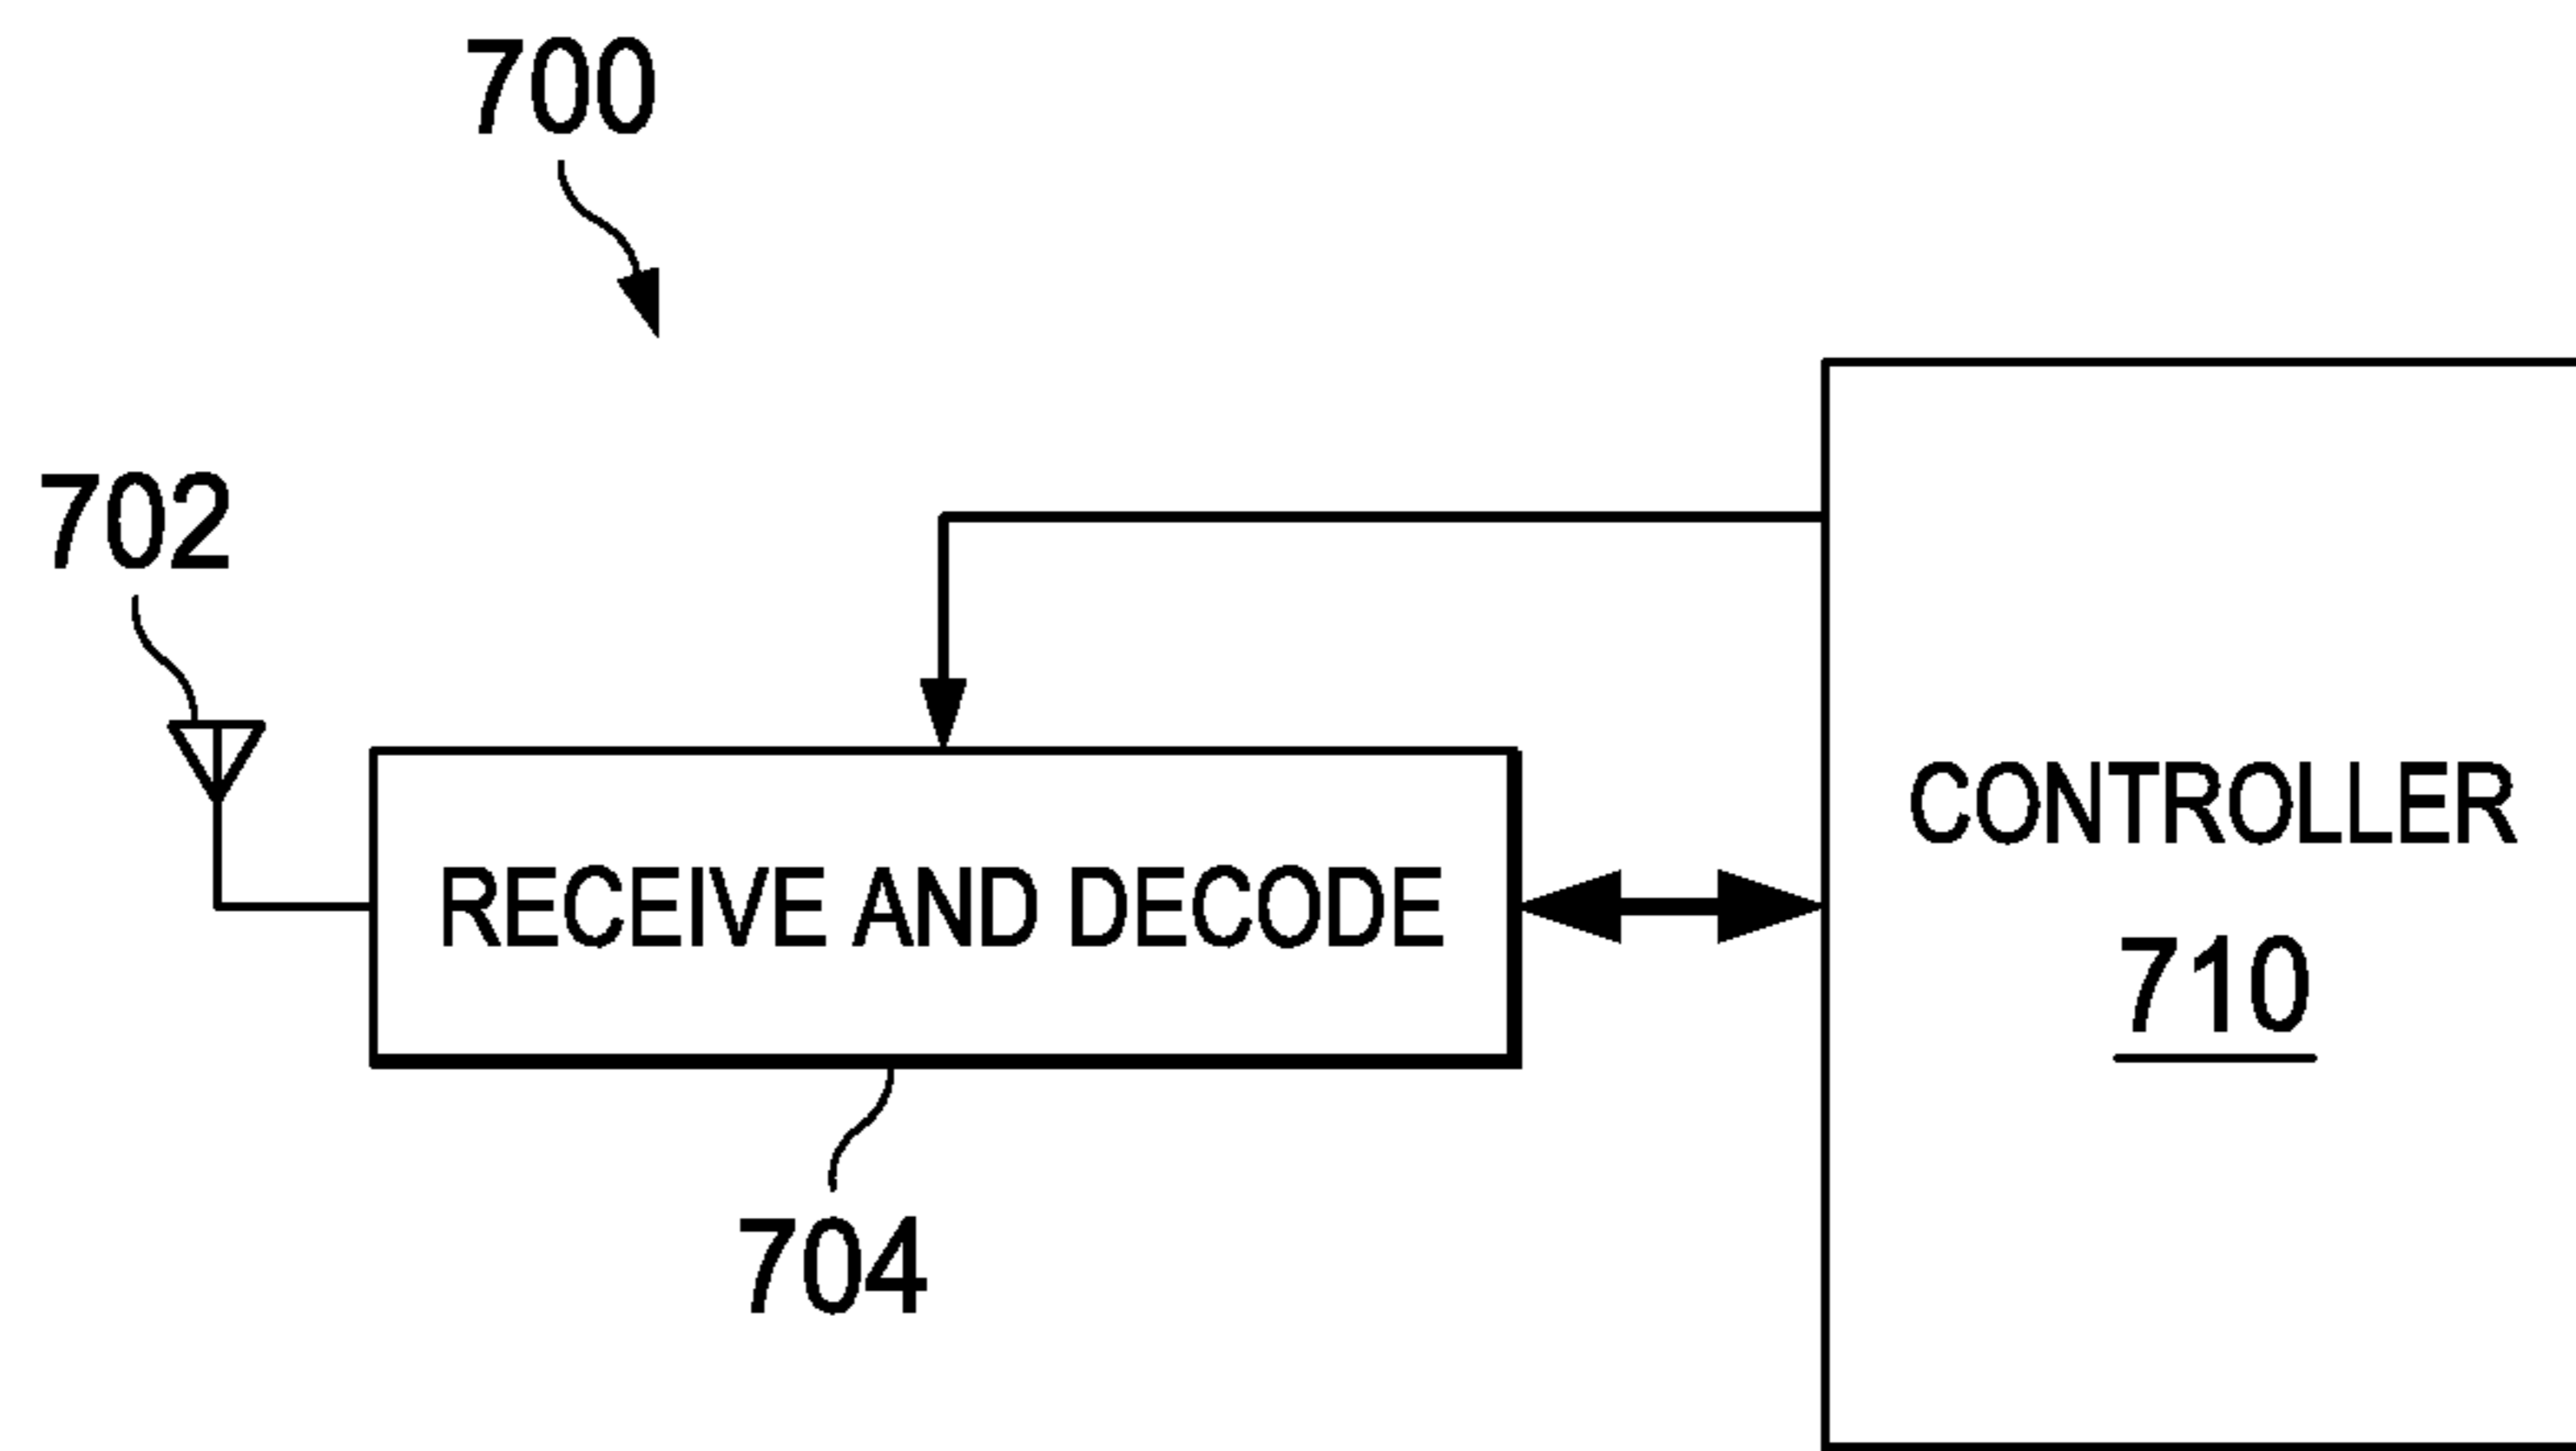 700
702
CONTROLLER
RECEIVE AND DECODE
710
704